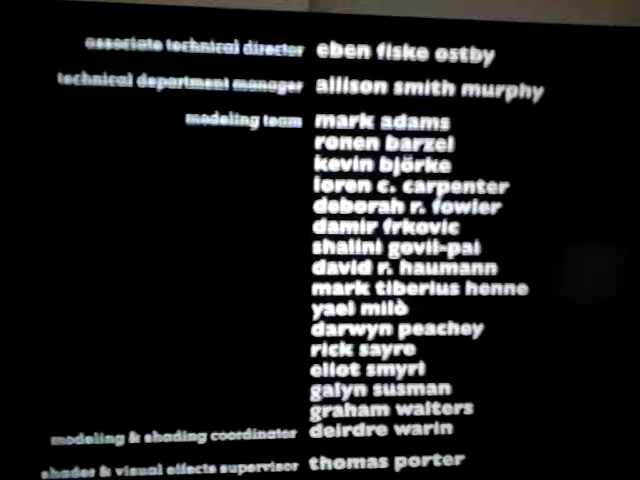 associate technical director eben fiske ostby
technical department manager allison smith murphy
modeling team mark adams
ronen barzel
kevin björke
loren c. carpenter
deborah r. fowler
damir frkovic
shalini govil-pai
david r. haumann
mark tiberius henne
yael milò
darwyn peachey
rick sayre
eliot smyrl
galyn susman
graham walters
modeling & shading coordinator deirdre warin
shader & visual effects supervisor thomas porter